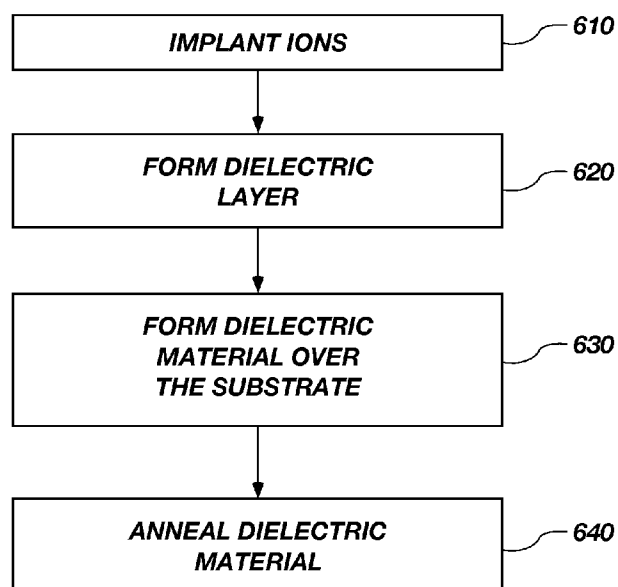 IMPLANT IONS
610
FORM DIELECTRIC
LAYER
620
FORM DIELECTRIC
MATERIAL OVER
THE SUBSTRATE
630
ANNEAL DIELECTRIC
MATERIAL
640